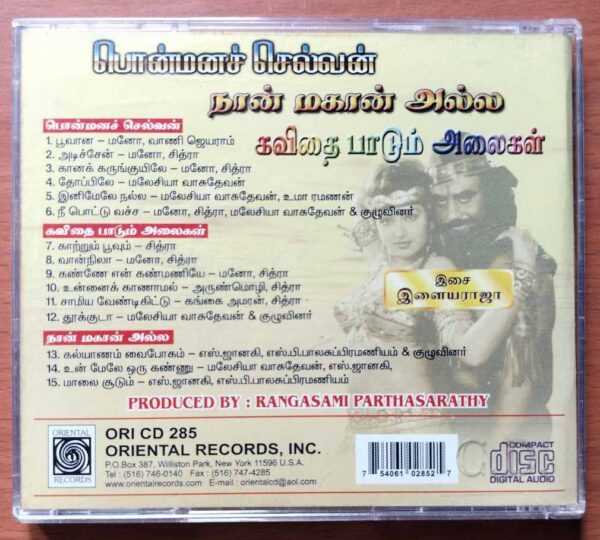 பொன்மனச் செல்வன்
நான் மகான் அல்ல
கவிதை பாடும் அலைகள்
பொன்மனச் செல்வன்
1. பூவான – மனோ, வாணி ஜெயராம்
2. அடிச்சேன் – மனோ, சித்ரா
3. கானக் கருங்குயிலே – மனோ, சித்ரா
4. தோப்பிலே – மலேசியா வாசுதேவன்
5. இனிமேலே நல்ல – மலேசியா வாசுதேவன், உமா ரமணன்
6. நீ பொட்டு வச்ச – மனோ, சித்ரா, மலேசியா வாசுதேவன் & குழுவினர்
கவிதை பாடும் அலைகள்
7. காற்றும் பூவும் – சித்ரா
8. வான்நிலா – மனோ, சித்ரா
9. கண்ணே என் கண்மணியே – மனோ, சித்ரா
10. உன்னைக் காணாமல் – அருண்மொழி, சித்ரா
11. சாமிய வேண்டிகிட்டு – கங்கை அமரன், சித்ரா
12. தூக்குடா – மலேசியா வாசுதேவன் & குழுவினர்
இசை
இளையராஜா
நான் மகான் அல்ல
13. கல்யாணம் வைபோகம் – எஸ்.ஜானகி, எஸ்.பி.பாலசுப்பிரமணியம் & குழுவினர்
14. உன் மேலே ஒரு கண்ணு – மலேசியா வாசுதேவன், எஸ்.ஜானகி,
15. மாலை சூடும் – எஸ்.ஜானகி, எஸ்.பி.பாலசுப்பிரமணியம்
PRODUCED BY : RANGASAMI PARTHASARATHY
ORIENTAL
RECORDS
ORI CD 285
ORIENTAL RECORDS, INC.
P.O.Box 387, Williston Park, New York 11596 U.S.A.
Tel : (516) 746-0140 Fax : (516) 747-4285
www.orientalrecords.com E-mail : orientalcd@aol.com
7 54061 02852 7
COMPACT
disc
DIGITAL AUDIO